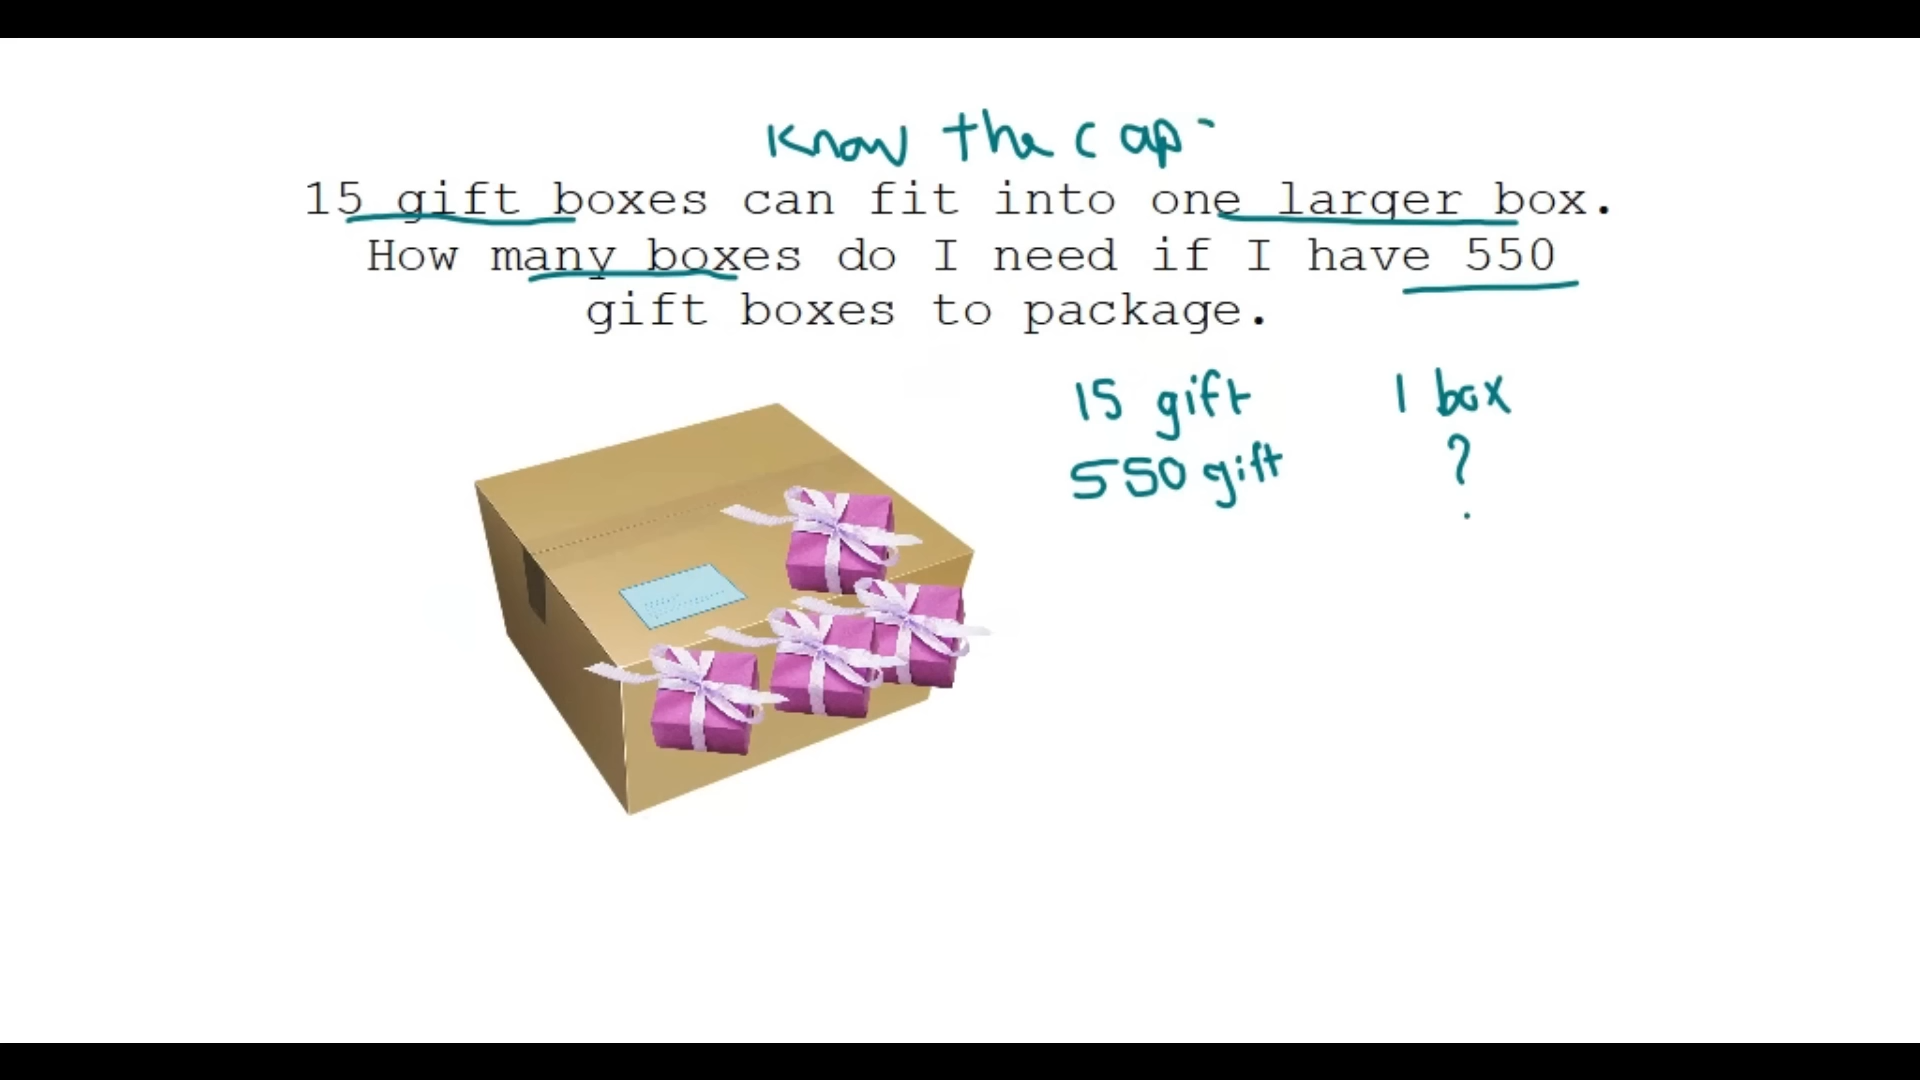 Know the cap-
15 gift boxes can fit into one larger box.
How many boxes do I need if I have 550
gift boxes to package.
15 gift 1 box
550 gift ?